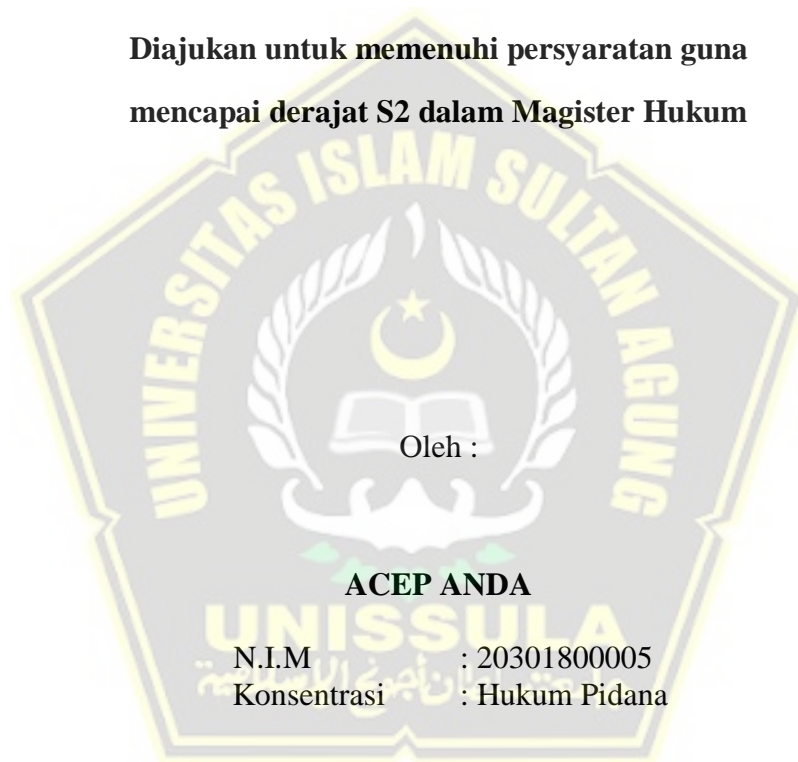 Diajukan untuk memenuhi persyaratan guna
mencapai derajat S2 dalam Magister Hukum
UNIVERSITAS ISLAM SULTAN AGUNG
Oleh :
ACEP ANDA
UNISSULA
N.I.M : 20301800005
Konsentrasi : Hukum Pidana